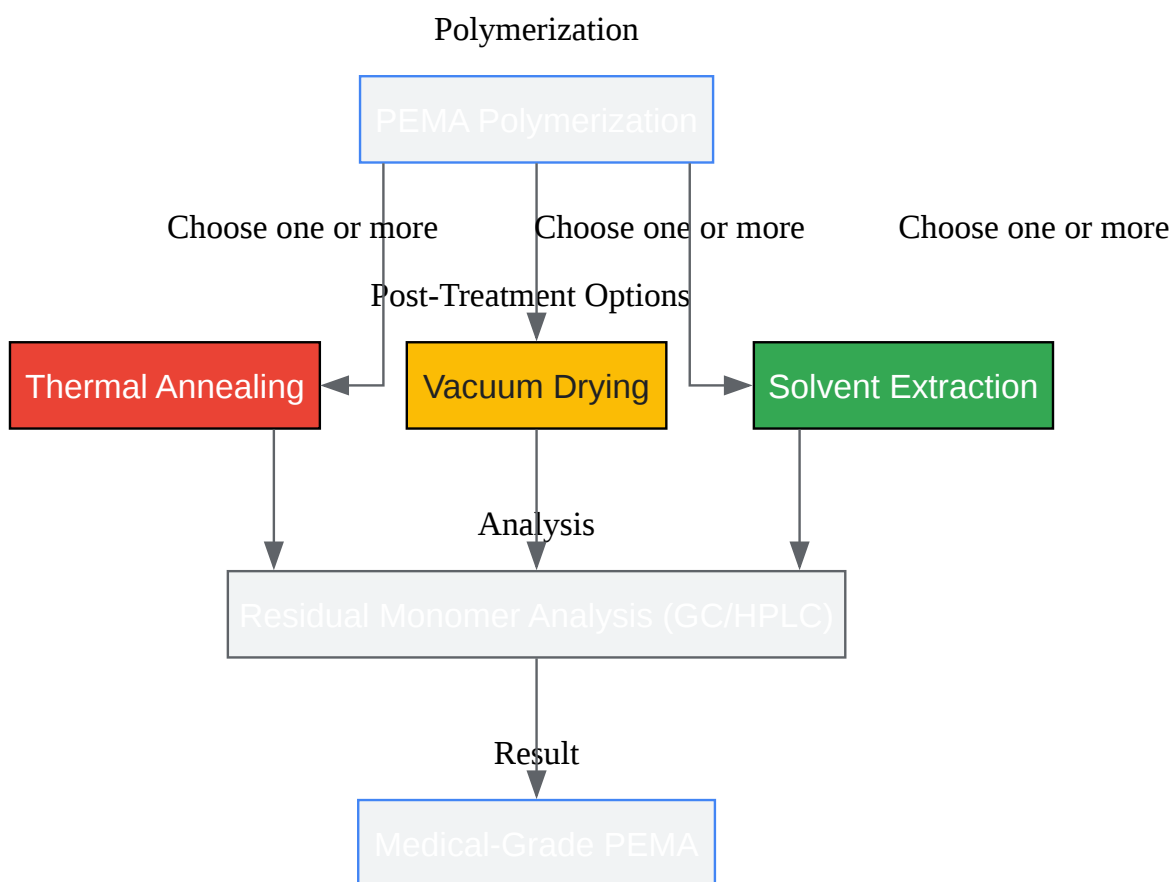 Polymerization
PEMA Polymerization
Choose one or more
Choose one or more
Choose one or more
Post-Treatment Options
Thermal Annealing
Vacuum Drying
Solvent Extraction
Analysis
Residual Monomer Analysis (GC/HPLC)
Result
Medical-Grade PEMA